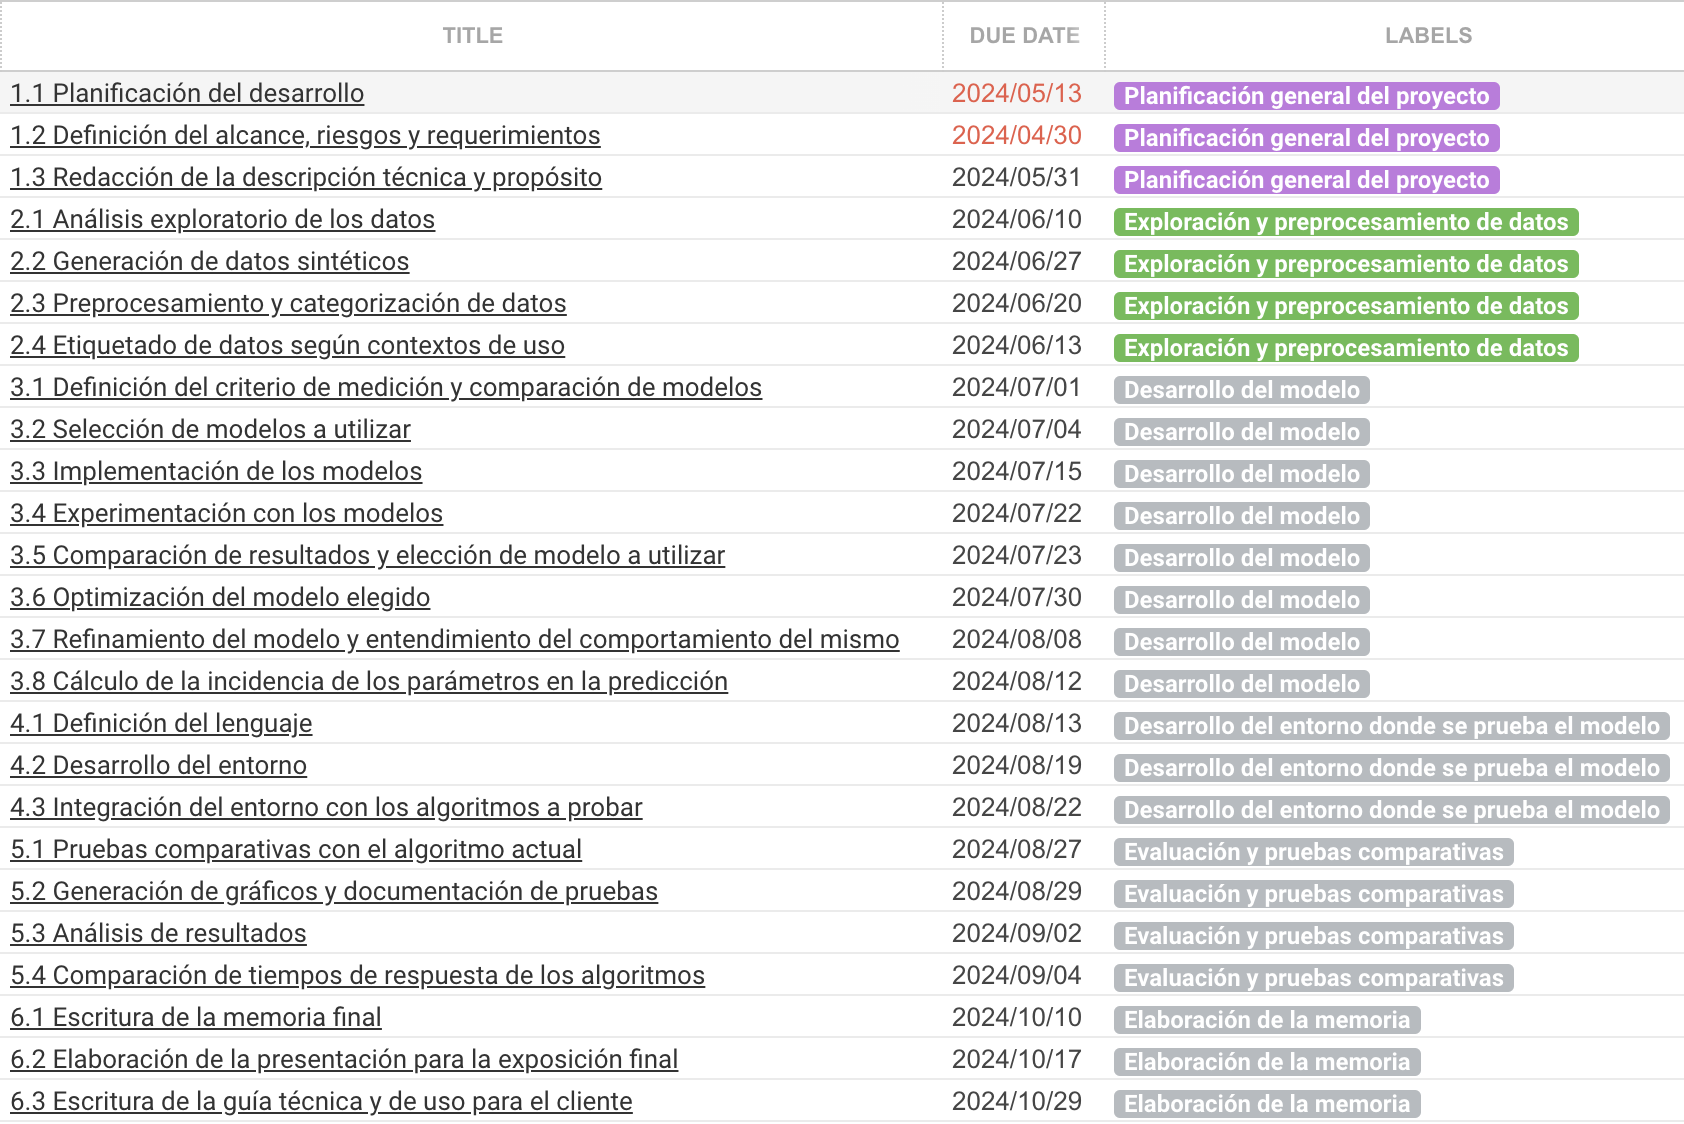 TITLE DUE DATE LABELS
1.1 Planificación del desarrollo 2024/05/13 Planificación general del proyecto
1.2 Definición del alcance, riesgos y requerimientos 2024/04/30 Planificación general del proyecto
1.3 Redacción de la descripción técnica y propósito 2024/05/31 Planificación general del proyecto
2.1 Análisis exploratorio de los datos 2024/06/10 Exploración y preprocesamiento de datos
2.2 Generación de datos sintéticos 2024/06/27 Exploración y preprocesamiento de datos
2.3 Preprocesamiento y categorización de datos 2024/06/20 Exploración y preprocesamiento de datos
2.4 Etiquetado de datos según contextos de uso 2024/06/13 Exploración y preprocesamiento de datos
3.1 Definición del criterio de medición y comparación de modelos 2024/07/01 Desarrollo del modelo
3.2 Selección de modelos a utilizar 2024/07/04 Desarrollo del modelo
3.3 Implementación de los modelos 2024/07/15 Desarrollo del modelo
3.4 Experimentación con los modelos 2024/07/22 Desarrollo del modelo
3.5 Comparación de resultados y elección de modelo a utilizar 2024/07/23 Desarrollo del modelo
3.6 Optimización del modelo elegido 2024/07/30 Desarrollo del modelo
3.7 Refinamiento del modelo y entendimiento del comportamiento del mismo 2024/08/08 Desarrollo del modelo
3.8 Cálculo de la incidencia de los parámetros en la predicción 2024/08/12 Desarrollo del modelo
4.1 Definición del lenguaje 2024/08/13 Desarrollo del entorno donde se prueba el modelo
4.2 Desarrollo del entorno 2024/08/19 Desarrollo del entorno donde se prueba el modelo
4.3 Integración del entorno con los algoritmos a probar 2024/08/22 Desarrollo del entorno donde se prueba el modelo
5.1 Pruebas comparativas con el algoritmo actual 2024/08/27 Evaluación y pruebas comparativas
5.2 Generación de gráficos y documentación de pruebas 2024/08/29 Evaluación y pruebas comparativas
5.3 Análisis de resultados 2024/09/02 Evaluación y pruebas comparativas
5.4 Comparación de tiempos de respuesta de los algoritmos 2024/09/04 Evaluación y pruebas comparativas
6.1 Escritura de la memoria final 2024/10/10 Elaboración de la memoria
6.2 Elaboración de la presentación para la exposición final 2024/10/17 Elaboración de la memoria
6.3 Escritura de la guía técnica y de uso para el cliente 2024/10/29 Elaboración de la memoria